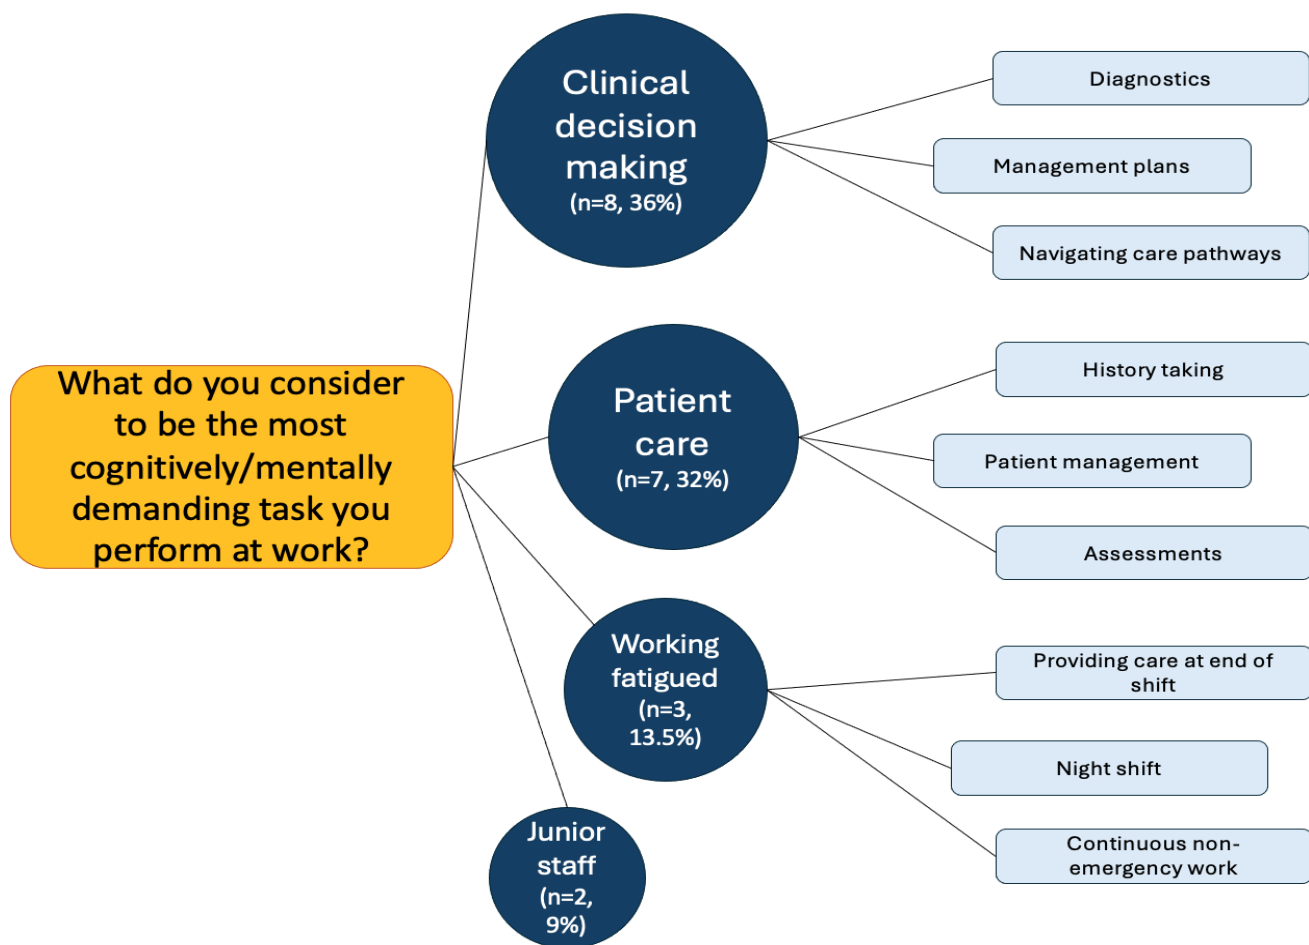 What do you consider
to be the most
cognitively/mentally
demanding task you
perform at work?
Clinical
decision
making
(n=8, 36%)
Diagnostics
Management plans
Navigating care pathways
Patient
care
(n=7, 32%)
History taking
Patient management
Assessments
Working
fatigued
(n=3,
13.5%)
Providing care at end of
shift
Night shift
Continuous non-
emergency work
Junior
staff
(n=2,
9%)